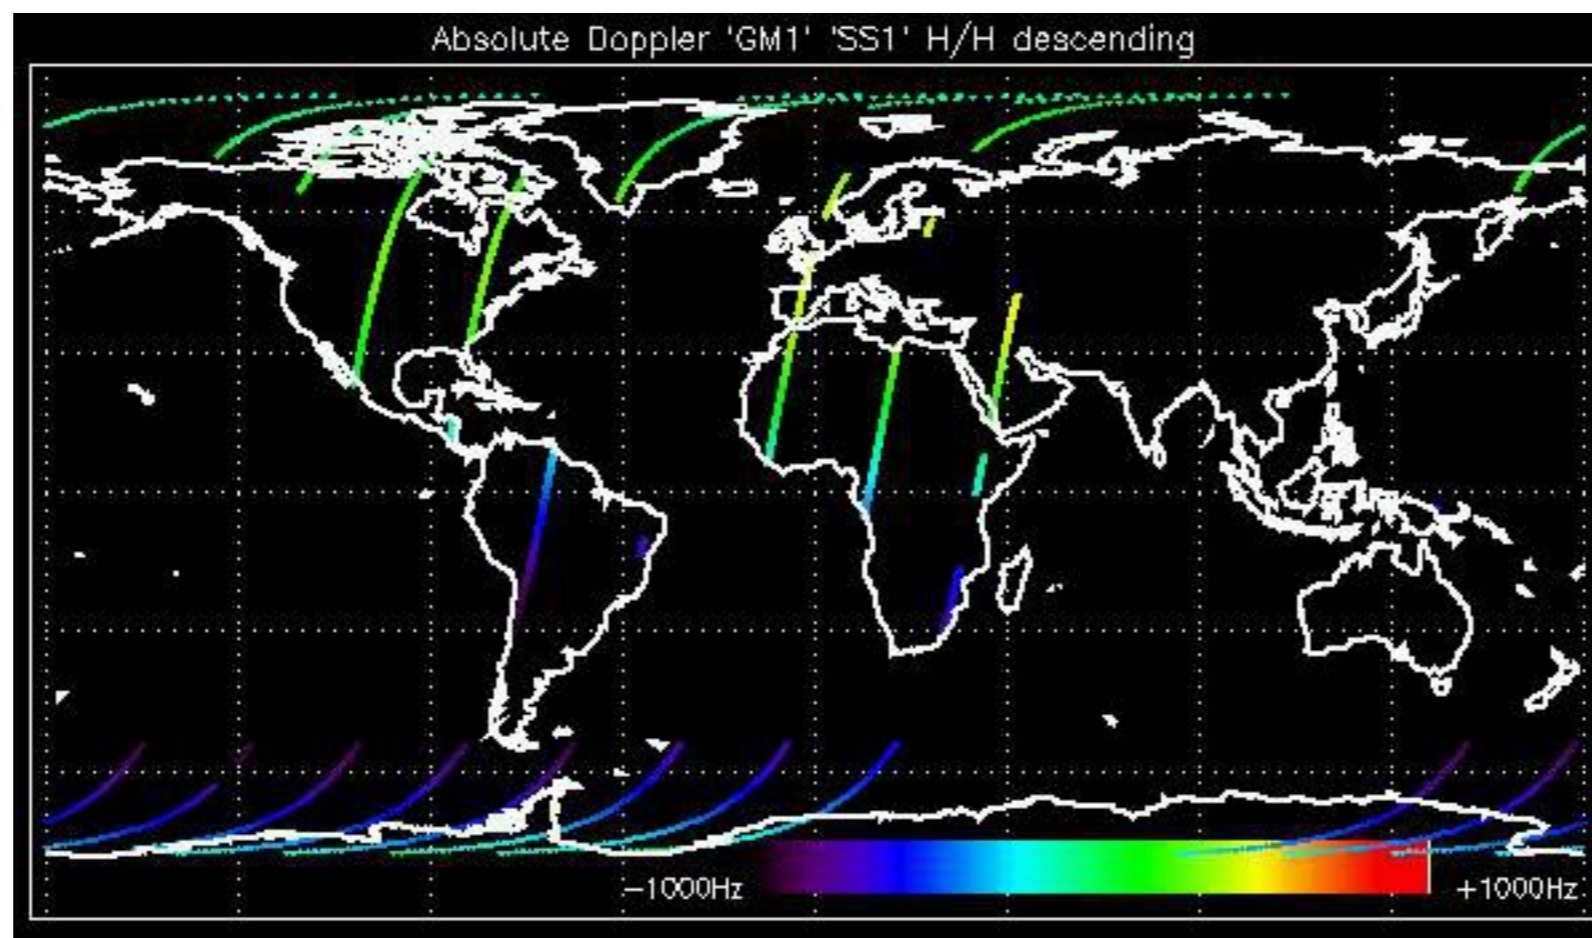 Absolute Doppler 'GM1' 'SS1' H/H descending
-1000Hz +1000Hz